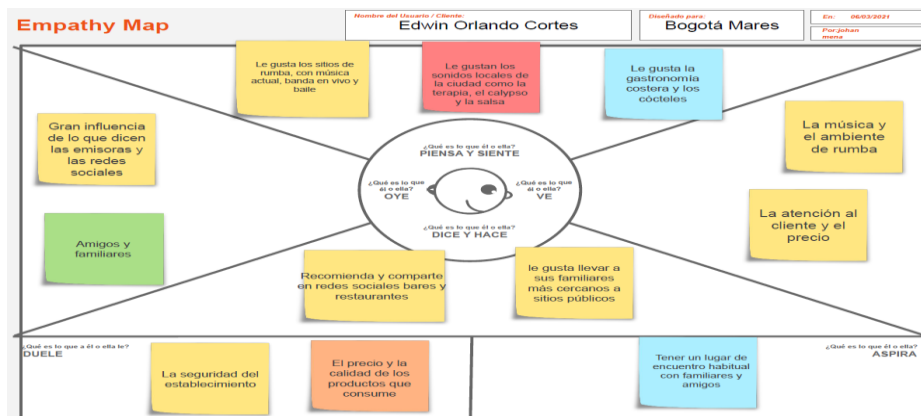 Empathy Map
Nombre del Usuario / Cliente:
Edwin Orlando Cortes
Diseñado para:
Bogotá Mares
En: 06/03/2021
Por:johan
mena
Le gusta los sitios de
rumba, con música
actual, banda en vivo y
baile
Le gustan los
sonidos locales de
la ciudad como la
terapia, el calypso
y la salsa
Le gusta la
gastronomía
costera y los
cócteles
Gran influencia
de lo que dicen
las emisoras y
las redes
sociales
La música y
el ambiente
de rumba
¿Qué es lo que él o ella?
PIENSA Y SIENTE
¿Qué es lo que
él o ella?
OYE
¿Qué es lo que
él o ella?
VE
¿Qué es lo que él o ella?
DICE Y HACE
Amigos y
familiares
La atención al
cliente y el
precio
Recomienda y comparte
en redes sociales bares y
restaurantes
le gusta llevar a
sus familiares
más cercanos a
sitios públicos
¿Qué es lo que a él o ella le?
DUELE
La seguridad del
establecimiento
El precio y la
calidad de los
productos que
consume
Tener un lugar de
encuentro habitual
con familiares y
amigos
¿Qué es lo que él o ella?
ASPIRA